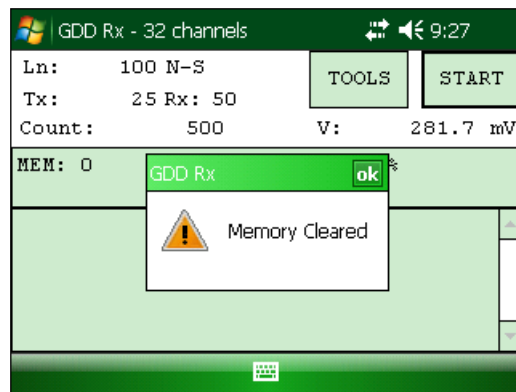 GDD Rx - 32 channels 9:27
Ln: 100 N-S TOOLS START
Tx: 25 Rx: 50
Count: 500 V: 281.7 mV
MEM: 0 %
GDD Rx ok
Memory Cleared